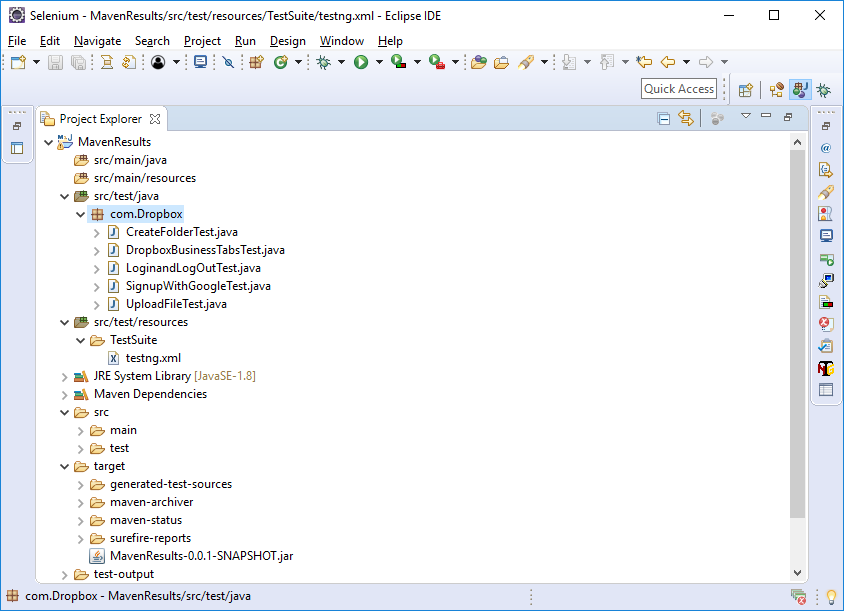 Selenium - MavenResults/src/test/resources/TestSuite/testng.xml - Eclipse IDE
File Edit Navigate Search Project Run Design Window Help
Quick Access
Project Explorer
MavenResults
src/main/java
src/main/resources
src/test/java
com.Dropbox
CreateFolderTest.java
DropboxBusinessTabsTest.java
LoginandLogOutTest.java
SignupWithGoogleTest.java
UploadFileTest.java
src/test/resources
TestSuite
testng.xml
JRE System Library [JavaSE-1.8]
Maven Dependencies
src
main
test
target
generated-test-sources
maven-archiver
maven-status
surefire-reports
MavenResults-0.0.1-SNAPSHOT.jar
test-output
com.Dropbox - MavenResults/src/test/java